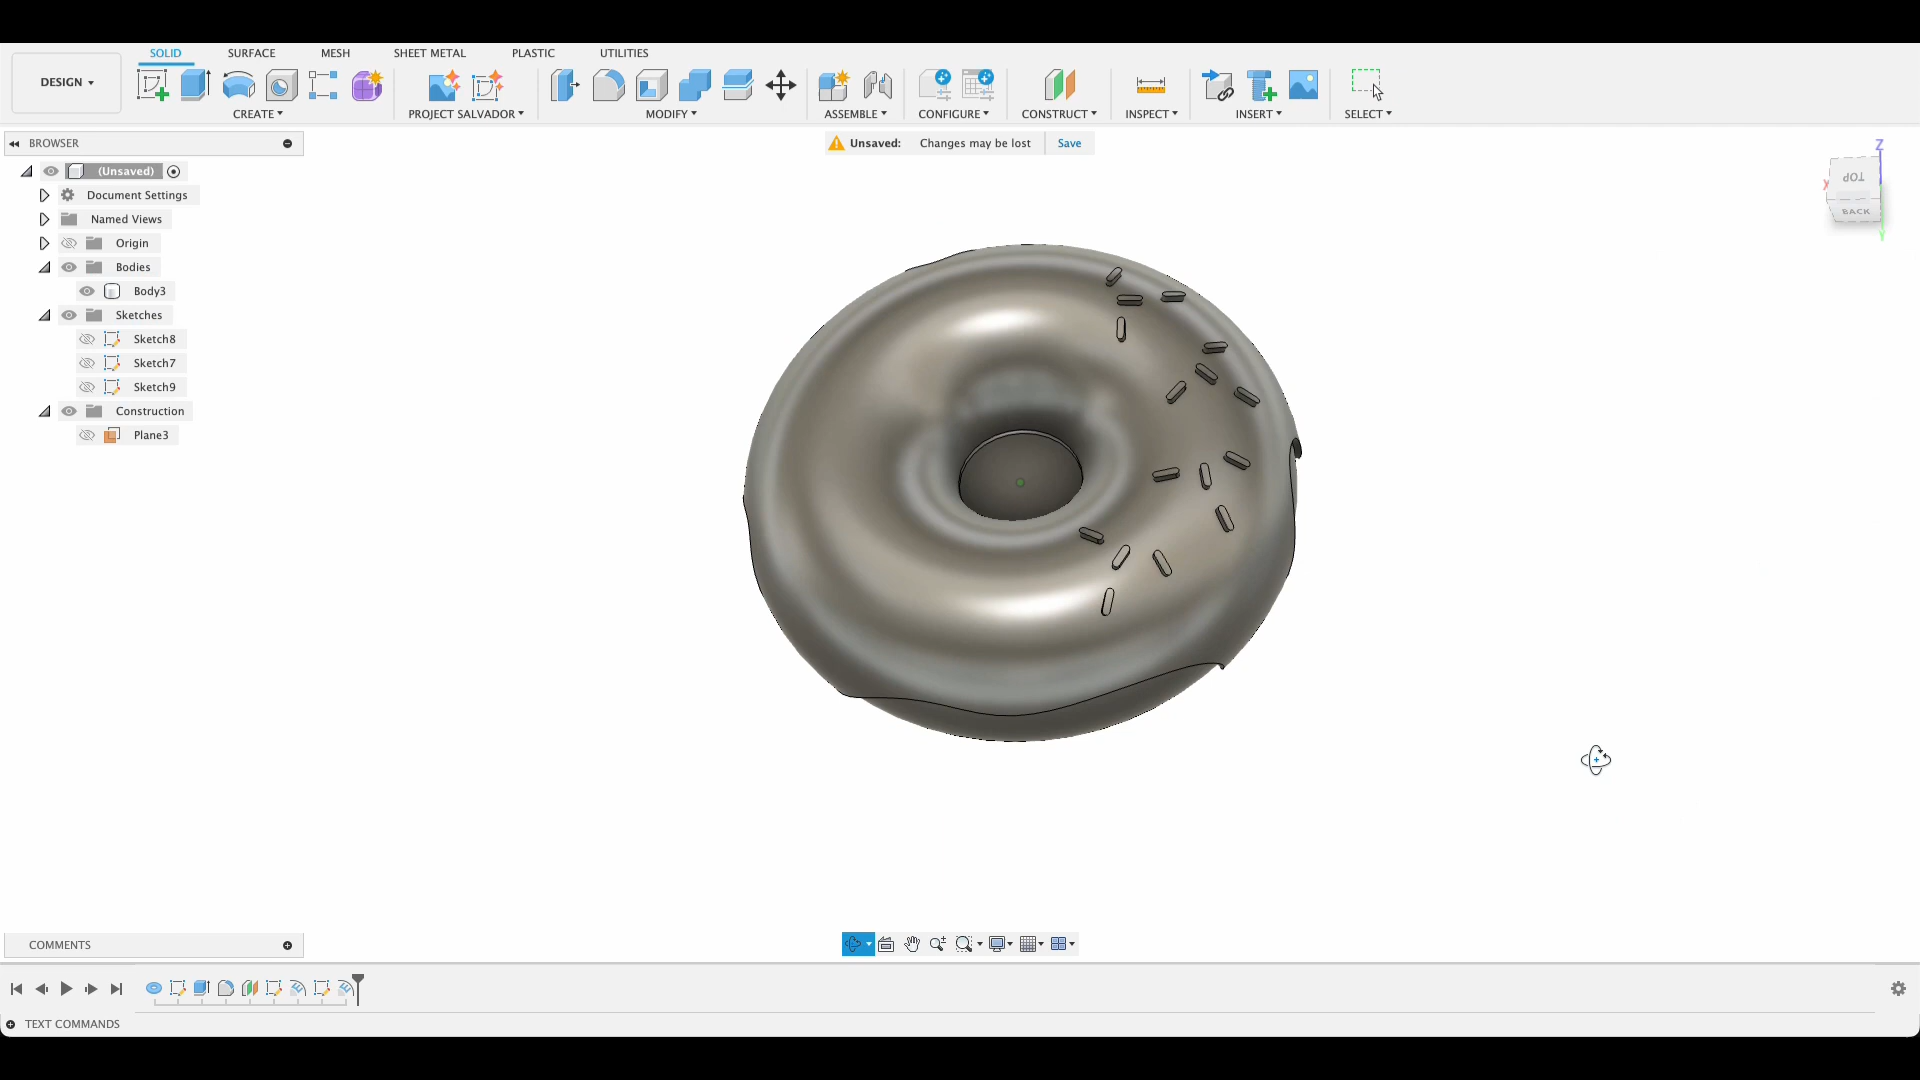 SOLID SURFACE MESH SHEET METAL PLASTIC UTILITIES
DESIGN
CREATE PROJECT SALVADOR MODIFY ASSEMBLE CONFIGURE CONSTRUCT INSPECT INSERT SELECT
BROWSER
Unsaved: Changes may be lost Save
(Unsaved)
Document Settings
Named Views
Origin
Bodies
Body3
Sketches
Sketch8
Sketch7
Sketch9
Construction
Plane3
Z
X
TOP
BACK
Y
COMMENTS
TEXT COMMANDS